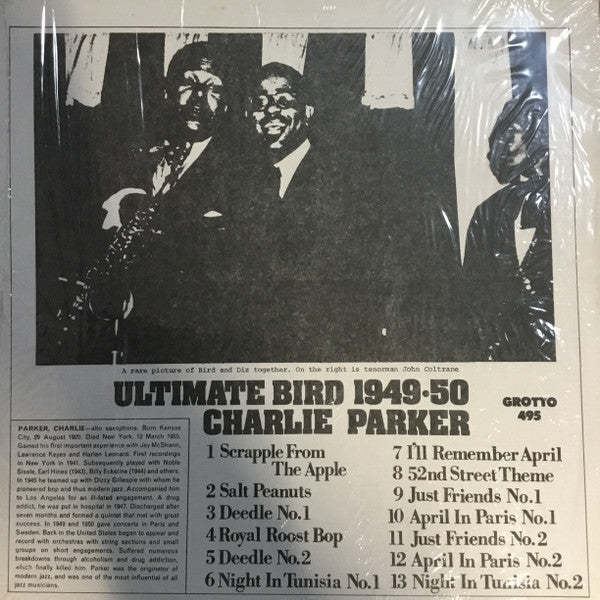 A rare picture of Bird and Diz together. On the right is tenorman John Coltrane.
ULTIMATE BIRD 1949·50
CHARLIE PARKER
GROTTO
495
PARKER, CHARLIE—alto saxophone. Born Kansas
City, 29 August 1920. Died New York, 12 March 1955.
Gained his first important experience with Jay McShann,
Lawrence Keyes and Harlan Leonard. First recordings
in New York in 1941. Subsequently played with Noble
Sissle, Earl Hines (1943), Billy Eckstine (1944) and others.
In 1945 he teamed up with Dizzy Gillespie with whom he
pioneered bop and thus modern jazz. Accompanied him
to Los Angeles for an ill-fated engagement. A drug
addict, he was put in hospital in 1947. Discharged after
seven months and formed a quintet that met with great
success. In 1949 and 1950 gave concerts in Paris and
Sweden. Back in the United States began to appear and
record with orchestras with string sections and small
groups on short engagements. Suffered numerous
breakdowns through alcoholism and drug addiction,
which finally killed him. Parker was the originator of
modern jazz, and was one of the most influential of all
jazz musicians.
1 Scrapple From
The Apple
2 Salt Peanuts
3 Deedle No.1
4 Royal Roost Bop
5 Deedle No.2
6 Night In Tunisia No.1
7 I'll Remember April
8 52nd Street Theme
9 Just Friends No.1
10 April In Paris No.1
11 Just Friends No.2
12 April In Paris No.2
13 Night In Tunisia No.2